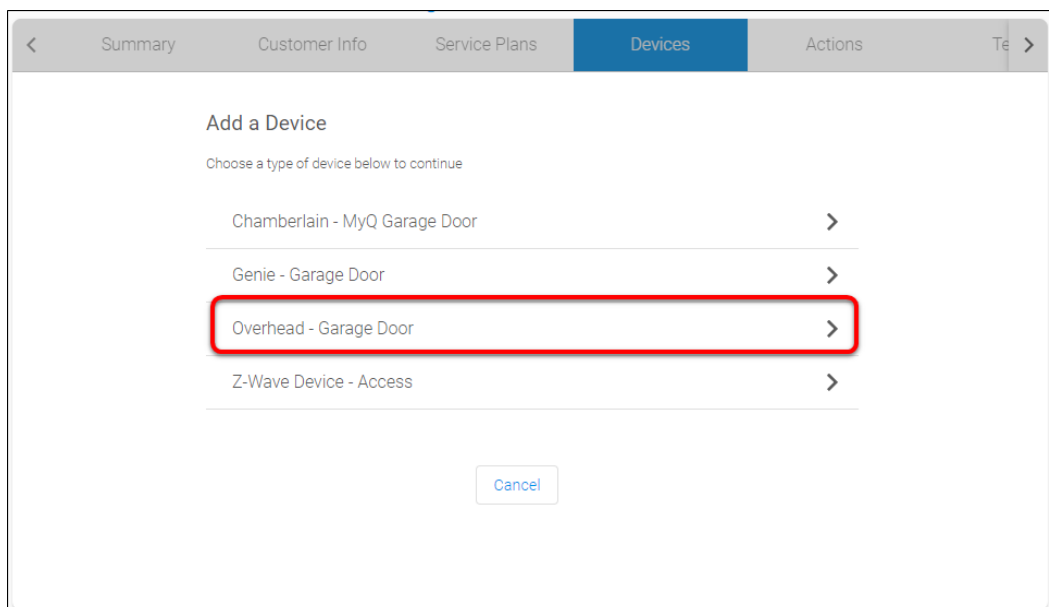 Summary
Customer Info
Service Plans
Devices
Actions
Te
Add a Device
Choose a type of device below to continue
Chamberlain - MyQ Garage Door
Genie - Garage Door
Overhead - Garage Door
Z-Wave Device - Access
Cancel